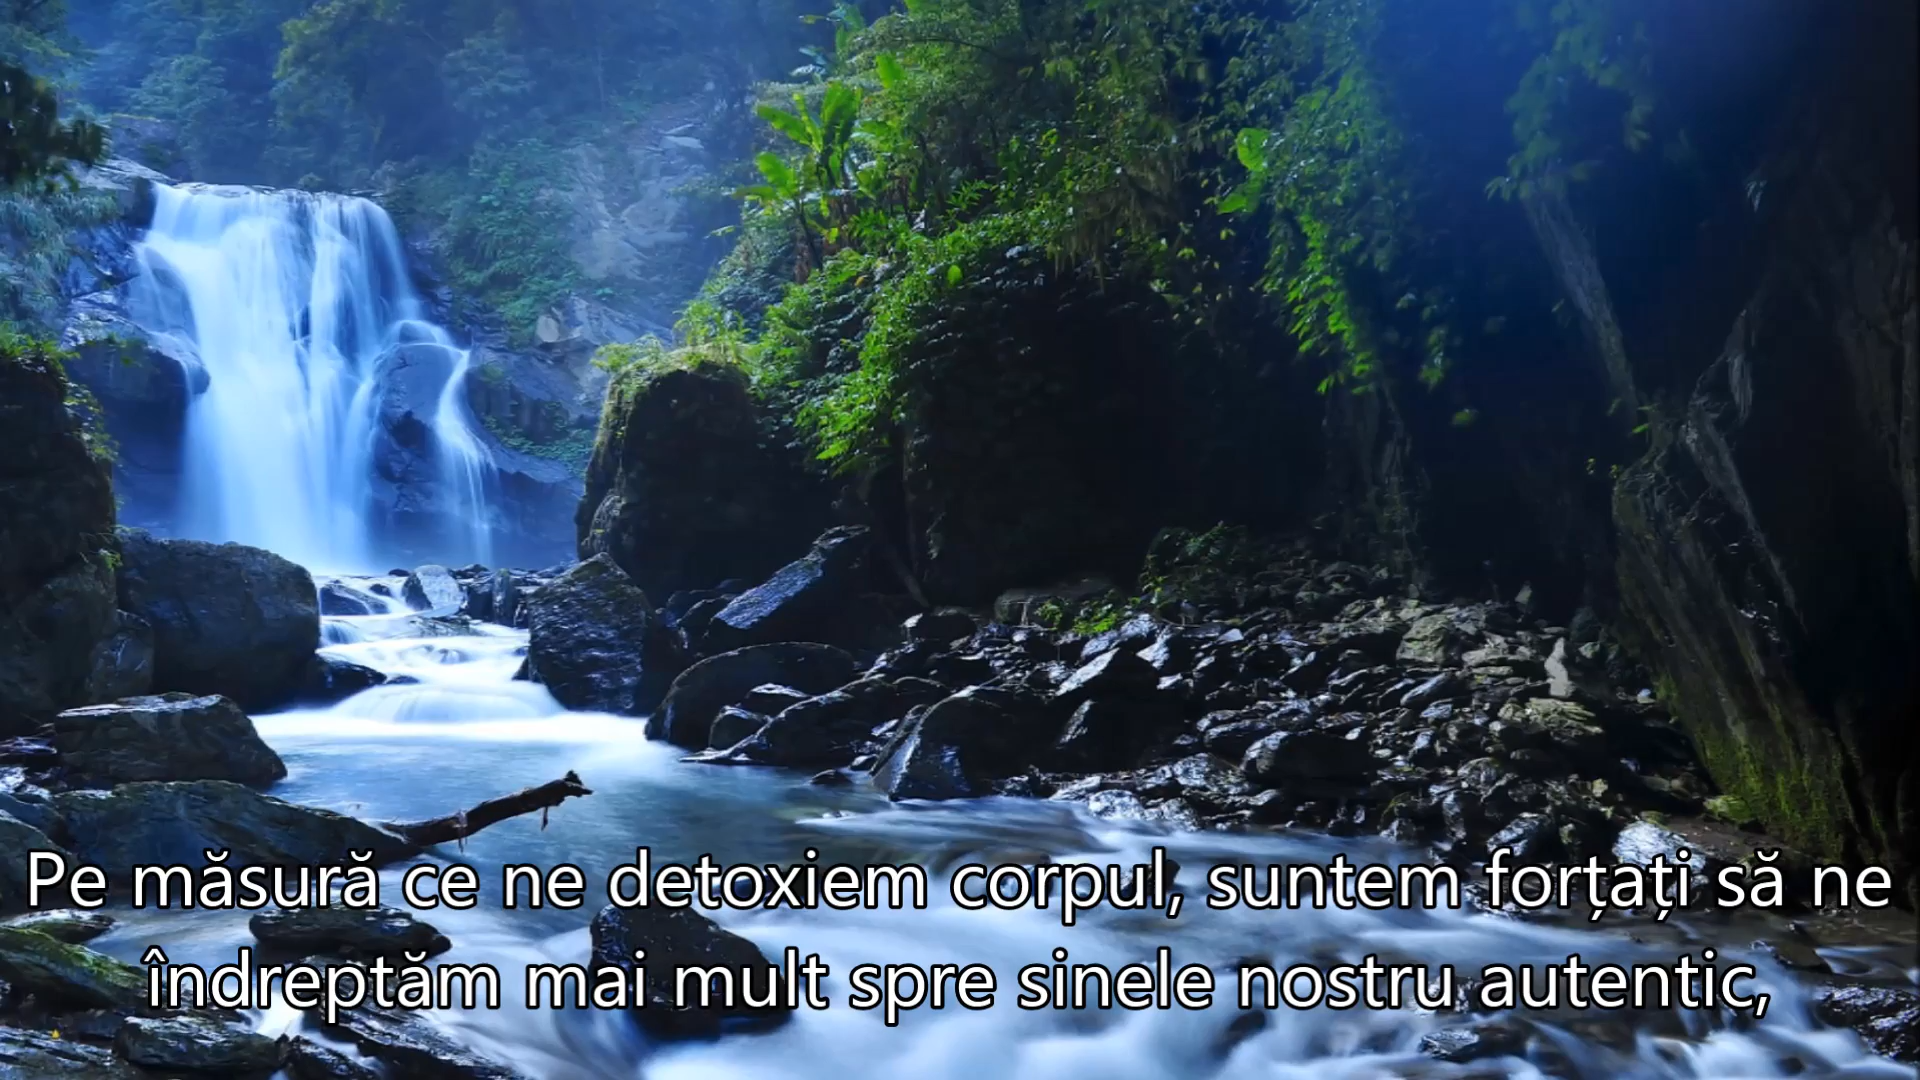 Pe măsură ce ne detoxiem corpul, suntem forțați să ne
îndreptăm mai mult spre sinele nostru autentic,